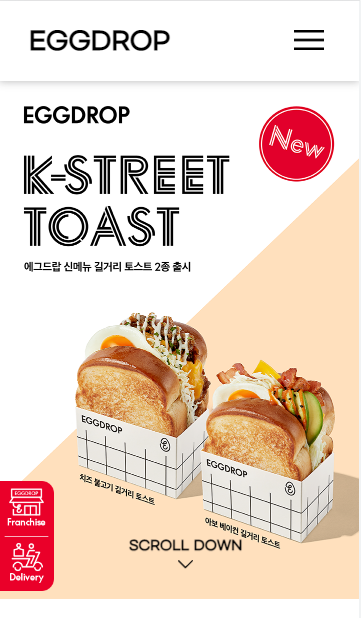 EGGDROP
EGGDROP
New
K-STREET
TOAST
에그드랍 신메뉴 길거리 토스트 2종 출시
EGGDROP
치즈 불고기 길거리 토스트
EGGDROP
아보 베이컨 길거리 토스트
EGGDROP
Franchise
Delivery
SCROLL DOWN